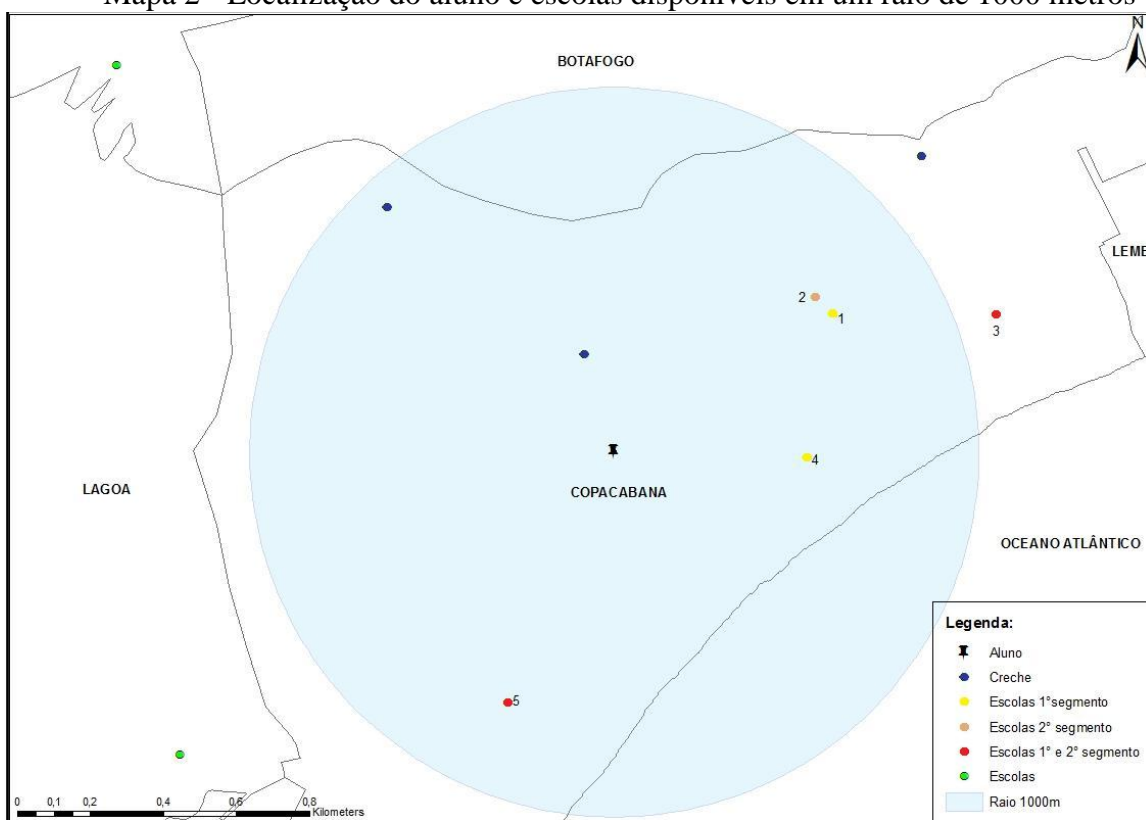 Mapa 2 - Localização do aluno e escolas disponíveis em um raio de 1000 metros
N
BOTAFOGO
LEME
2
1
3
4
LAGOA
COPACABANA
OCEANO ATLÂNTICO
5
Legenda:
Aluno
Creche
Escolas 1°segmento
Escolas 2° segmento
Escolas 1° e 2° segmento
Escolas
Raio 1000m
0 0,1 0,2 0,4 0,6 0,8
Kilometers